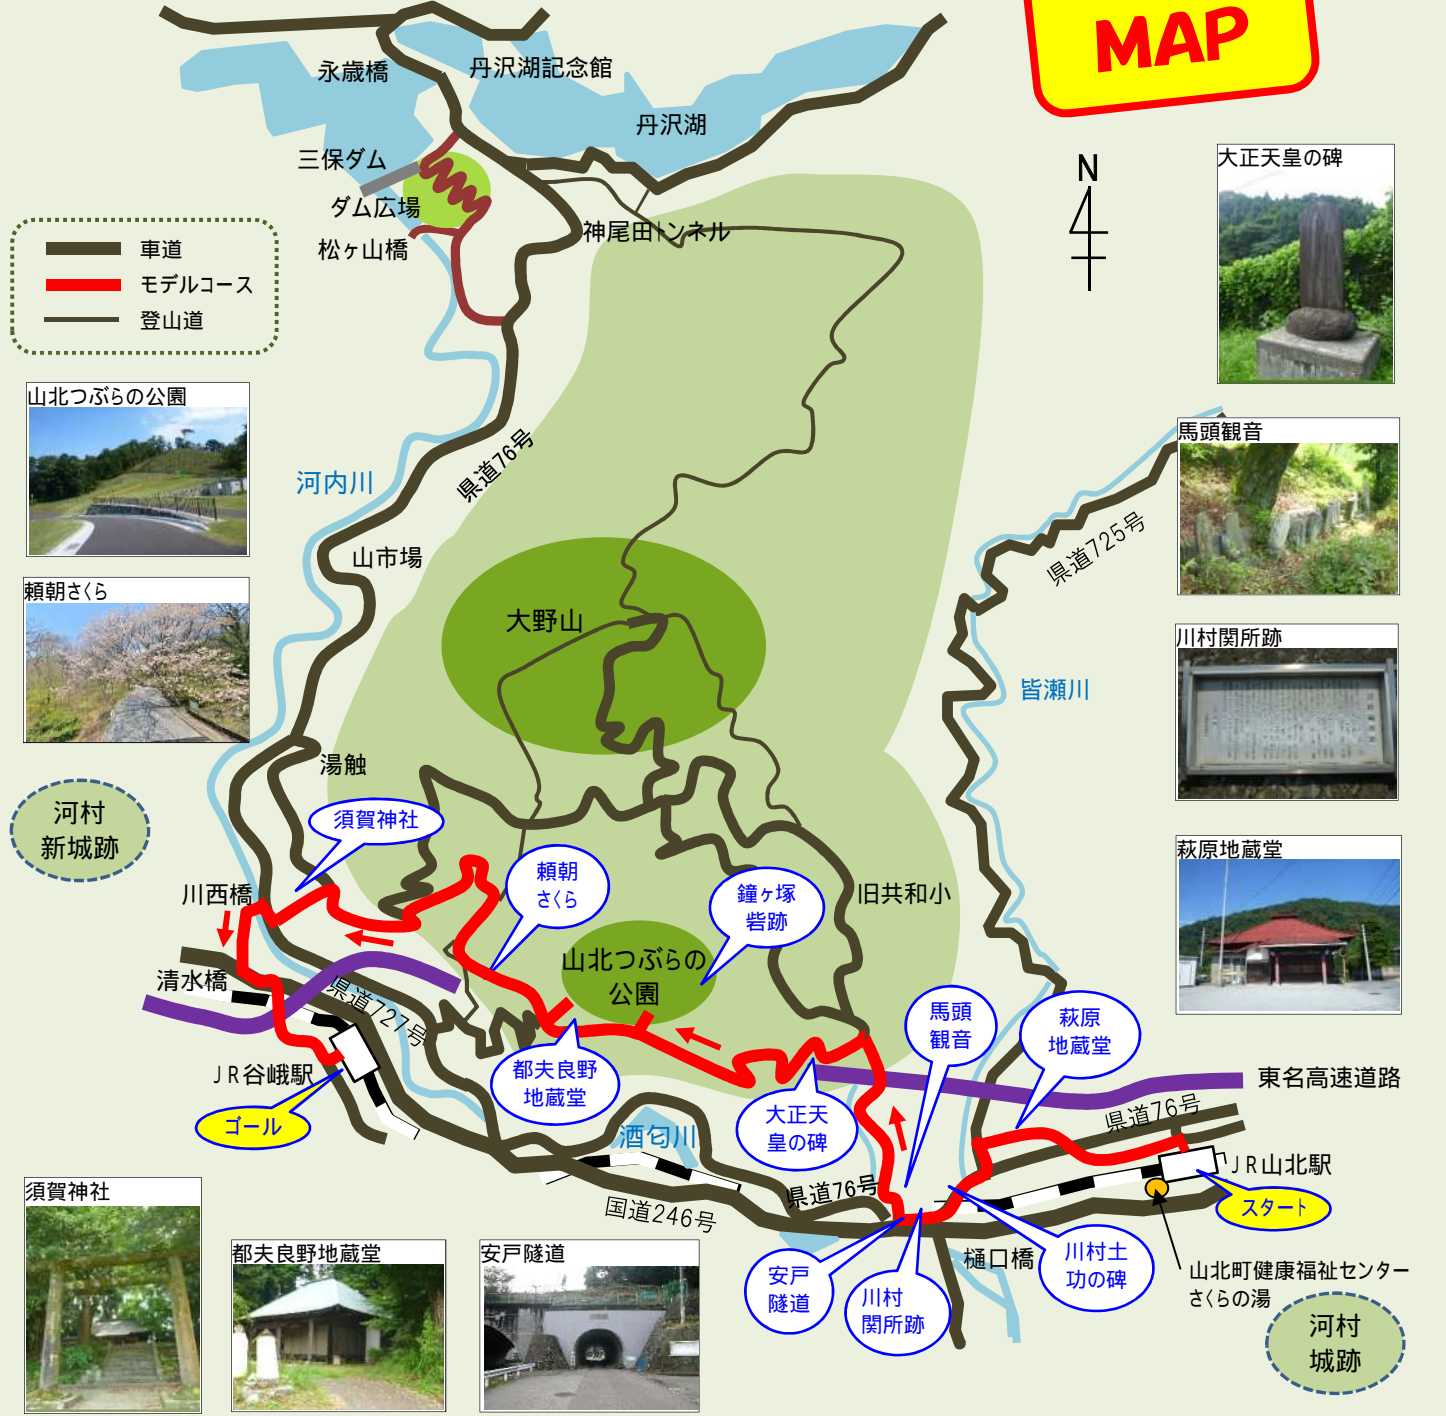 MAP
永歳橋
丹沢湖記念館
丹沢湖
三保ダム
ダム広場
松ヶ山橋
神尾田トンネル
N
大正天皇の碑
車道
モデルコース
登山道
山北つぶらの公園
馬頭観音
河内川
県道76号
山市場
県道725号
頼朝さくら
大野山
川村関所跡
皆瀬川
湯触
河村
新城跡
須賀神社
萩原地蔵堂
川西橋
頼朝
さくら
鐘ヶ塚
砦跡
旧共和小
清水橋
県道727号
山北つぶらの
公園
馬頭
観音
萩原
地蔵堂
JR谷峨駅
都夫良野
地蔵堂
東名高速道路
ゴール
大正天
皇の碑
県道76号
酒匂川
JR山北駅
スタート
須賀神社
国道246号
県道76号
都夫良野地蔵堂
安戸隧道
安戸
隧道
川村
関所跡
樋口橋
川村土
功の碑
山北町健康福祉センター
さくらの湯
河村
城跡